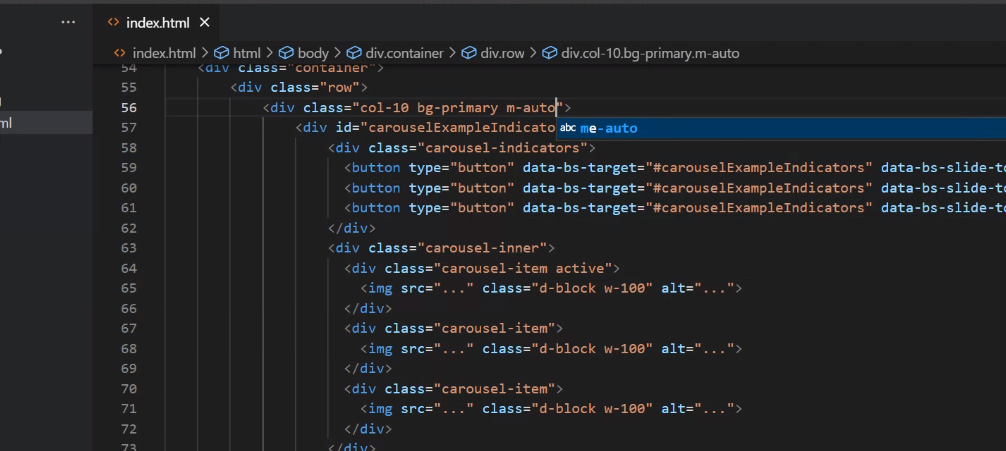 ... index.html ×
index.html > html > body > div.container > div.row > div.col-10.bg-primary.m-auto
54 <div class="container">
55 <div class="row">
56 <div class="col-10 bg-primary m-auto">
57 <div id="carouselExampleIndicato
abc me-auto
58 <div class="carousel-indicators">
ml 59 <button type="button" data-bs-target="#carouselExampleIndicators" data-bs-slide-to
60 <button type="button" data-bs-target="#carouselExampleIndicators" data-bs-slide-to
61 <button type="button" data-bs-target="#carouselExampleIndicators" data-bs-slide-to
62 </div>
63 <div class="carousel-inner">
64 <div class="carousel-item active">
65 <img src="..." class="d-block w-100" alt="...">
66 </div>
67 <div class="carousel-item">
68 <img src="..." class="d-block w-100" alt="...">
69 </div>
70 <div class="carousel-item">
71 <img src="..." class="d-block w-100" alt="...">
72 </div>
73 </div>